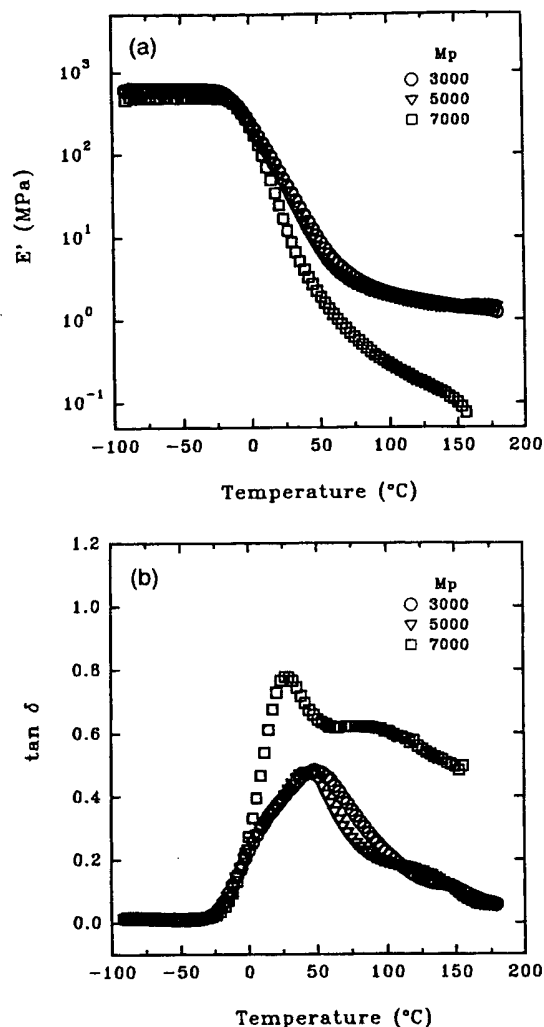 (a)
Mp
○ 3000
▽ 5000
□ 7000
10³
10²
10¹
10⁰
10⁻¹
E' (MPa)
-100 -50 0 50 100 150 200
Temperature (°C)
(b)
Mp
○ 3000
▽ 5000
□ 7000
1.2
1.0
0.8
0.6
0.4
0.2
0.0
tan δ
-100 -50 0 50 100 150 200
Temperature (°C)